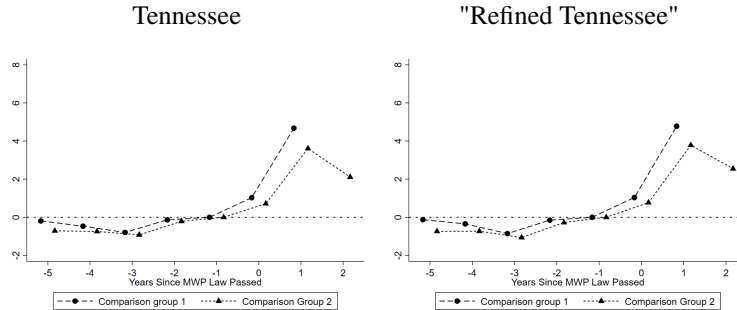 Tennessee
8
6
4
2
0
-2
-5 -4 -3 -2 -1 0 1 2
Years Since MWP Law Passed
Comparison group 1 Comparison Group 2
"Refined Tennessee"
8
6
4
2
0
-2
-5 -4 -3 -2 -1 0 1 2
Years Since MWP Law Passed
Comparison group 1 Comparison Group 2